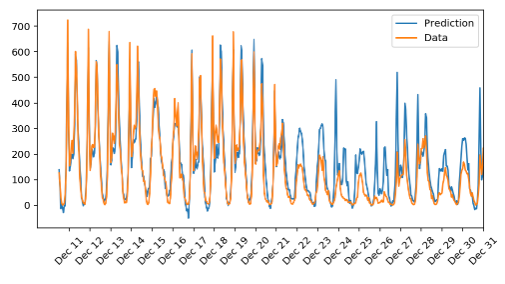 Prediction
Data
700
600
500
400
300
200
100
0
Dec 11
Dec 12
Dec 13
Dec 14
Dec 15
Dec 16
Dec 17
Dec 18
Dec 19
Dec 20
Dec 21
Dec 22
Dec 23
Dec 24
Dec 25
Dec 26
Dec 27
Dec 28
Dec 29
Dec 30
Dec 31